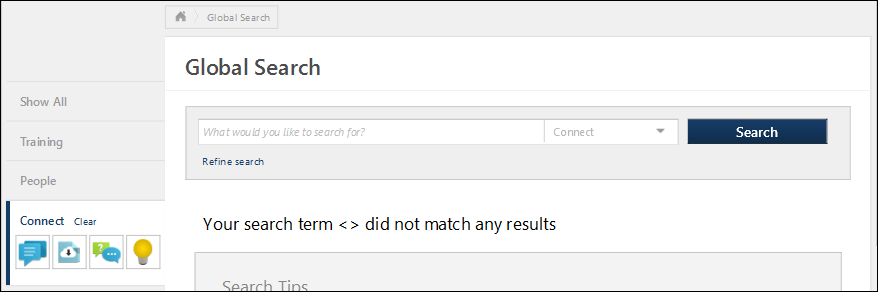 Global Search
Global Search
Show All
Training
People
Connect Clear
What would you like to search for?
Connect
Search
Refine search
Your search term <> did not match any results
Search Tips